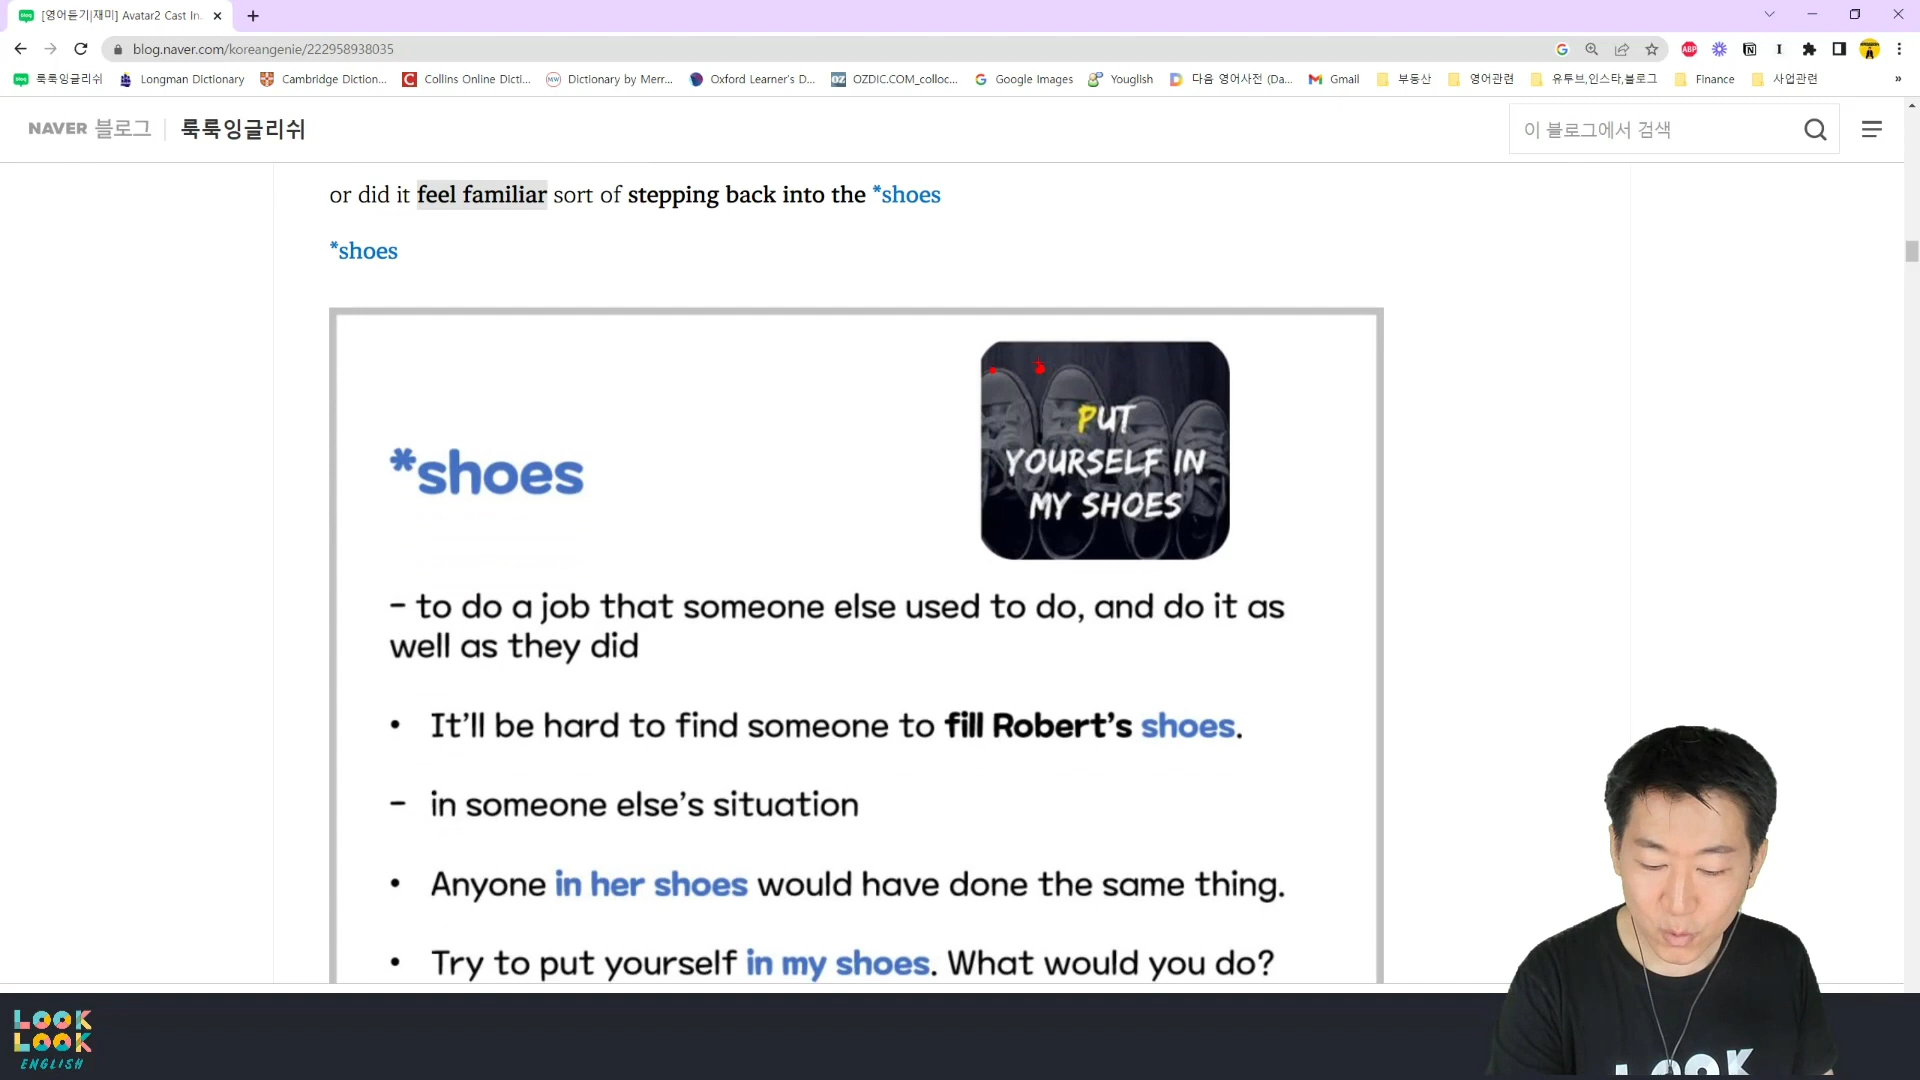 [영어듣기|재미] Avatar2 Cast In
blog.naver.com/koreangenie/222958938035
룩룩잉글리쉬
Longman Dictionary
Cambridge Diction...
Collins Online Dicti...
Dictionary by Merr...
Oxford Learner's D...
OZDIC.COM_colloc...
Google Images
Youglish
다음 영어사전 (Da...
Gmail
부동산
영어관련
유투브,인스타,블로그
Finance
사업관련
»
NAVER 블로그
룩룩잉글리쉬
이 블로그에서 검색
or did it feel familiar sort of stepping back into the *shoes
*shoes
PUT
YOURSELF IN
MY SHOES
*shoes
- to do a job that someone else used to do, and do it as
well as they did
• It'll be hard to find someone to fill Robert's shoes.
- in someone else's situation
• Anyone in her shoes would have done the same thing.
• Try to put yourself in my shoes. What would you do?
LOOK
LOOK
ENGLISH
LOOK